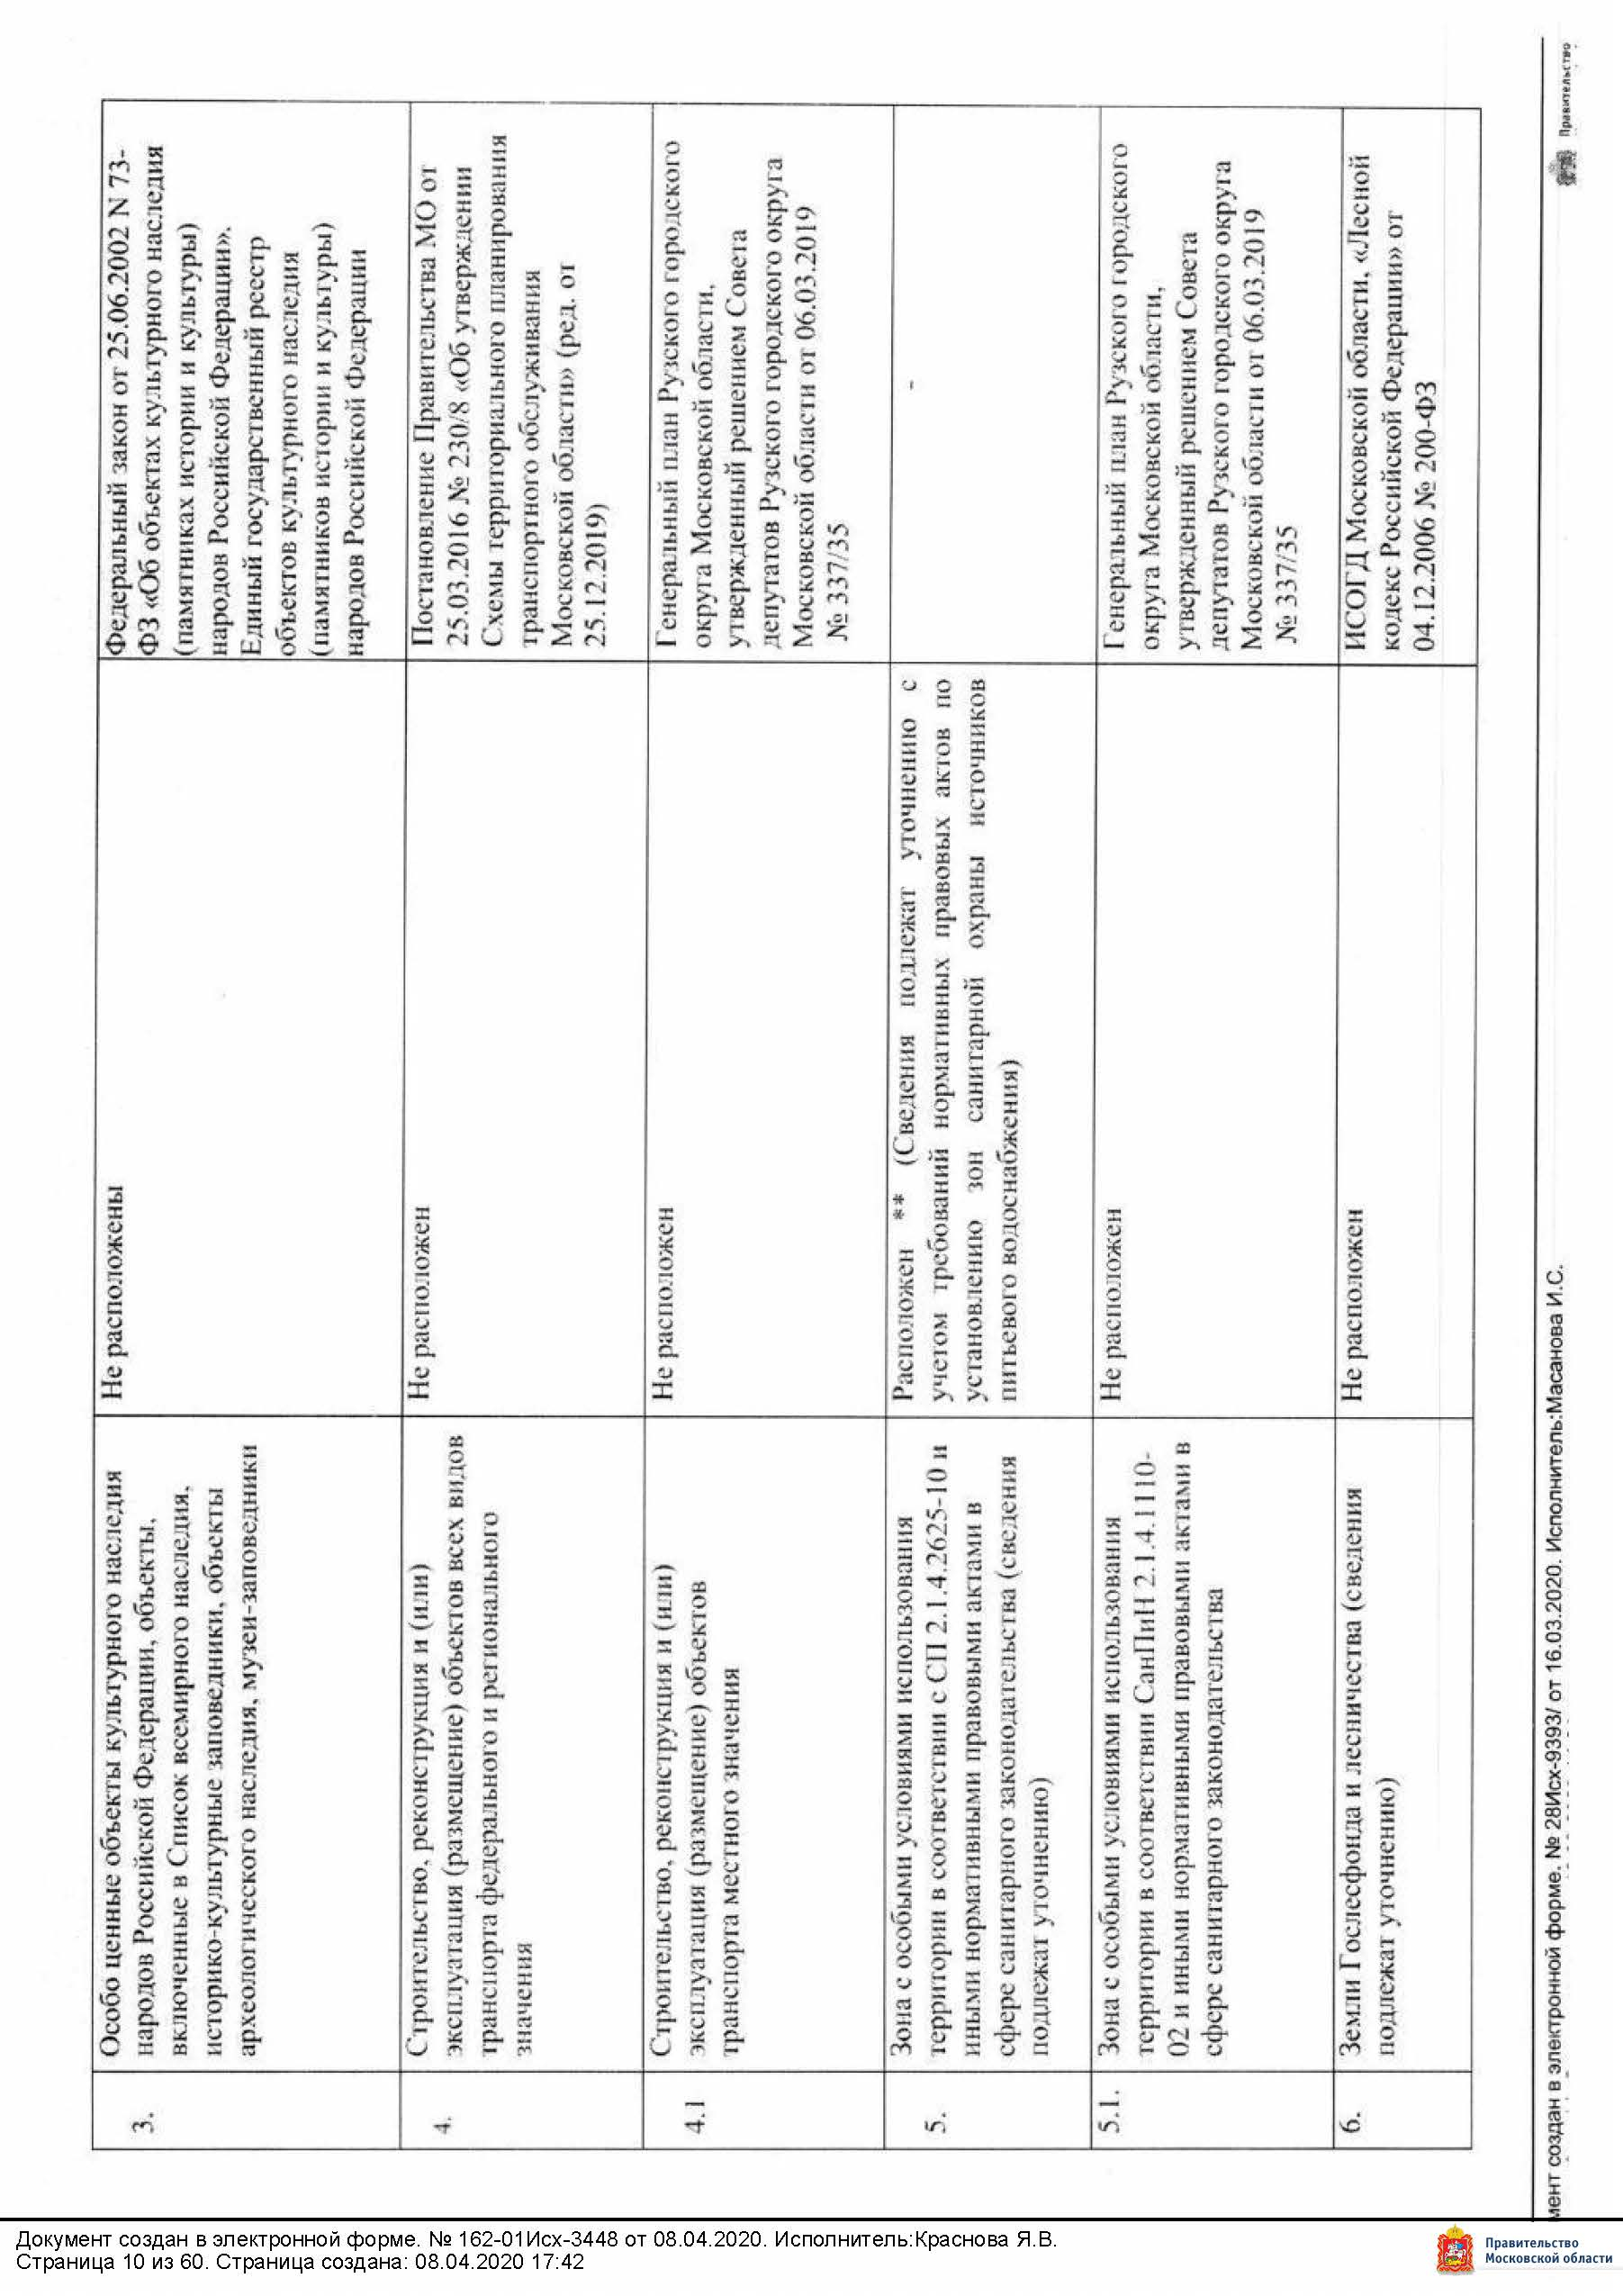 3.
Особо ценные объекты культурного наследия
народов Российской Федерации, объекты,
включенные в Список всемирного наследия,
историко-культурные заповедники, объекты
археологического наследия, музеи-заповедники
Не расположены
Федеральный закон от 25.06.2002 N 73-
ФЗ «Об объектах культурного наследия
(памятниках истории и культуры)
народов Российской Федерации».
Единый государственный реестр
объектов культурного наследия
(памятников истории и культуры)
народов Российской Федерации
4.
Строительство, реконструкция и (или)
эксплуатация (размещение) объектов всех видов
транспорта федерального и регионального
значения
Не расположен
Постановление Правительства МО от
25.03.2016 № 230/8 «Об утверждении
Схемы территориального планирования
транспортного обслуживания
Московской области» (ред. от
25.12.2019)
4.1
Строительство, реконструкция и (или)
эксплуатация (размещение) объектов
транспорта местного значения
Не расположен
Генеральный план Рузского городского
округа Московской области,
утвержденный решением Совета
депутатов Рузского городского округа
Московской области от 06.03.2019
№ 337/35
5.
Зона с особыми условиями использования
территории в соответствии с СП 2.1.4.2625-10 и
иными нормативными правовыми актами в
сфере санитарного законодательства (сведения
подлежат уточнению)
Расположен ** (Сведения подлежат уточнению с
учетом требований нормативных правовых актов по
установлению зон санитарной охраны источников
питьевого водоснабжения)
-
5.1.
Зона с особыми условиями использования
территории в соответствии СанПиН 2.1.4.1110-
02 и иными нормативными правовыми актами в
сфере санитарного законодательства
Не расположен
Генеральный план Рузского городского
округа Московской области,
утвержденный решением Совета
депутатов Рузского городского округа
Московской области от 06.03.2019
№ 337/35
6.
Земли Гослесфонда и лесничества (сведения
подлежат уточнению)
Не расположен
ИСОГД Московской области, «Лесной
кодекс Российской Федерации» от
04.12.2006 № 200-ФЗ
мент создан в электронной форме. № 28Исх-9393/ от 16.03.2020. Исполнитель:Масанова И.С.
Правительство
Документ создан в электронной форме. № 162-01Исх-3448 от 08.04.2020. Исполнитель:Краснова Я.В.
Страница 10 из 60. Страница создана: 08.04.2020 17:42
Правительство
Московской области